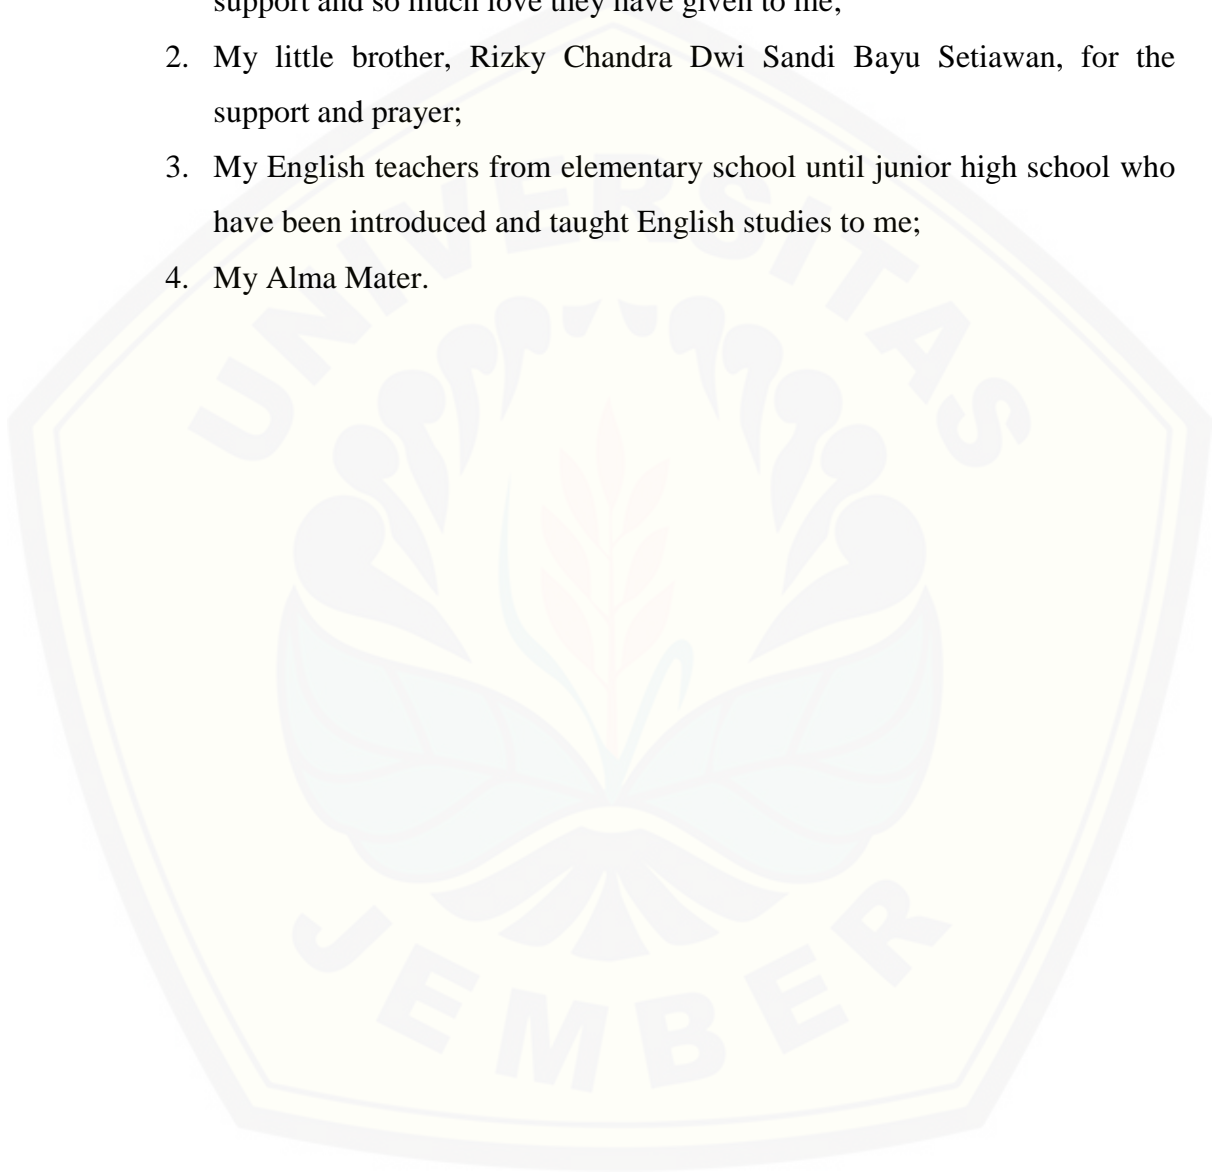 support and so much love they have given to me;
2. My little brother, Rizky Chandra Dwi Sandi Bayu Setiawan, for the
support and prayer;
3. My English teachers from elementary school until junior high school who
have been introduced and taught English studies to me;
4. My Alma Mater.
UNIVERSITAS
JEMBER